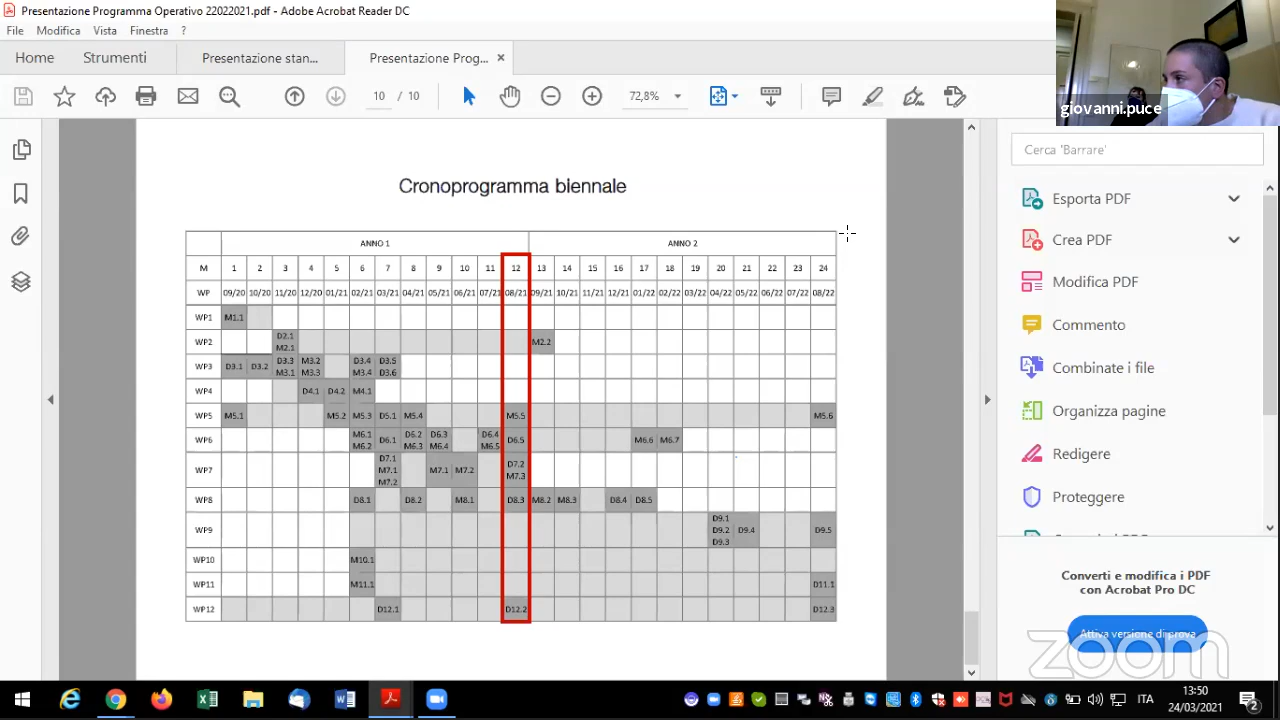 Presentazione Programma Operativo 22022021.pdf - Adobe Acrobat Reader DC
File Modifica Vista Finestra ?
Home Strumenti Presentazione stan... Presentazione Prog... ×
10 / 10 72,8%
giovanni.puce
Cerca 'Barrare'
Esporta PDF
Crea PDF
Modifica PDF
Commento
Combinate i file
Organizza pagine
Redigere
Proteggere
Converti e modifica i PDF
con Acrobat Pro DC
Attiva versione di prova
zoom
Cronoprogramma biennale
ANNO 1 ANNO 2
M 1 2 3 4 5 6 7 8 9 10 11 12 13 14 15 16 17 18 19 20 21 22 23 24
WP 09/20 10/20 11/20 12/20 01/21 02/21 03/21 04/21 05/21 06/21 07/21 08/21 09/21 10/21 11/21 12/21 01/22 02/22 03/22 04/22 05/22 06/22 07/22 08/22
WP1 M1.1
D2.1
WP2 M2.1 M2.2
D3.3 M3.2 D3.4 D3.5
WP3 D3.1 D3.2 M3.1 M3.3 M3.4 D3.6
WP4 D4.1 D4.2 M4.1
WP5 M5.1 M5.2 M5.3 D5.1 M5.4 M5.5 M5.6
M6.1 D6.2 D6.3 D6.4
WP6 M6.2 D6.1 M6.3 M6.4 M6.5 D6.5 M6.6 M6.7
D7.1 D7.2
WP7 M7.1 M7.1 M7.2 M7.3
M7.2
WP8 D8.1 D8.2 M8.1 D8.3 M8.2 M8.3 D8.4 D8.5
D9.1
WP9 D9.2 D9.4 D9.5
D9.3
WP10 M10.1
WP11 M11.1 D11.1
WP12 D12.1 D12.2 D12.3
ITA
13:50
24/03/2021
2